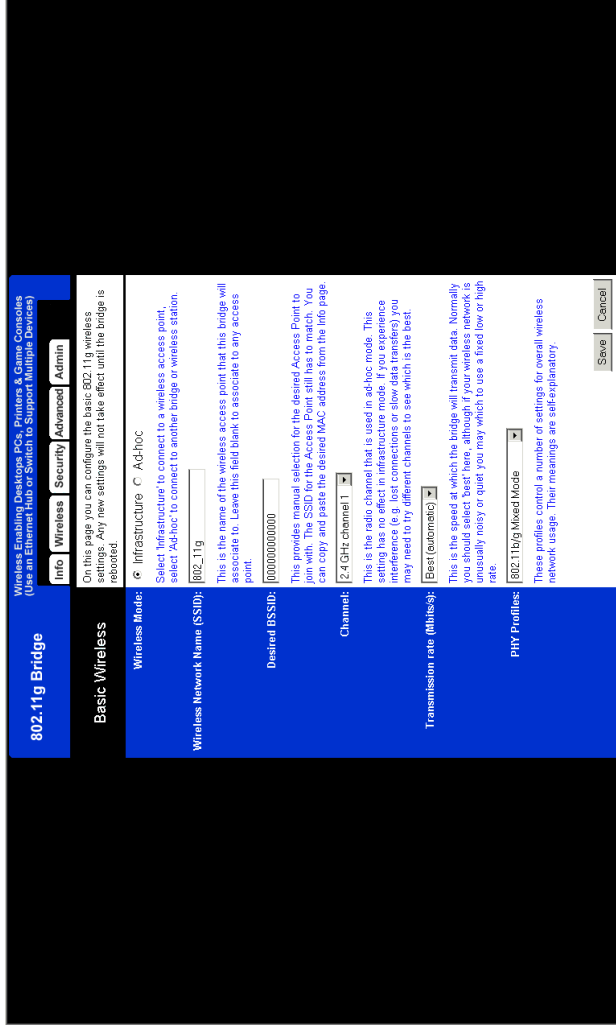 802.11g Bridge
Wireless Enabling Desktops PCs, Printers & Game Consoles
(Use an Ethernet Hub or Switch to Support Multiple Devices)
Info Wireless Security Advanced Admin
Basic Wireless
On this page you can configure the basic 802.11g wireless
settings. Any new settings will not take effect until the bridge is
rebooted.
Wireless Mode: Infrastructure Ad-hoc
Select 'Infrastructure' to connect to a wireless access point,
select 'Ad-hoc' to connect to another bridge or wireless station.
Wireless Network Name (SSID): 802_11g
This is the name of the wireless access point that this bridge will
associate to. Leave this field blank to associate to any access
point.
Desired BSSID: 000000000000
This provides manual selection for the desired Access Point to
join with. The SSID for the Access Point still has to match. You
can copy and paste the desired MAC address from the Info page.
Channel: 2.4 GHz channel 1
This is the radio channel that is used in ad-hoc mode. This
setting has no effect in infrastructure mode. If you experience
interference (e.g. lost connections or slow data transfers) you
may need to try different channels to see which is the best.
Transmission rate (Mbits/s): Best (automatic)
This is the speed at which the bridge will transmit data. Normally
you should select 'best' here, although if your wireless network is
unusually noisy or quiet you may which to use a fixed low or high
rate.
PHY Profiles: 802.11b/g Mixed Mode
These profiles control a number of settings for overall wireless
network usage. Their meanings are self-explanatory.
Save Cancel